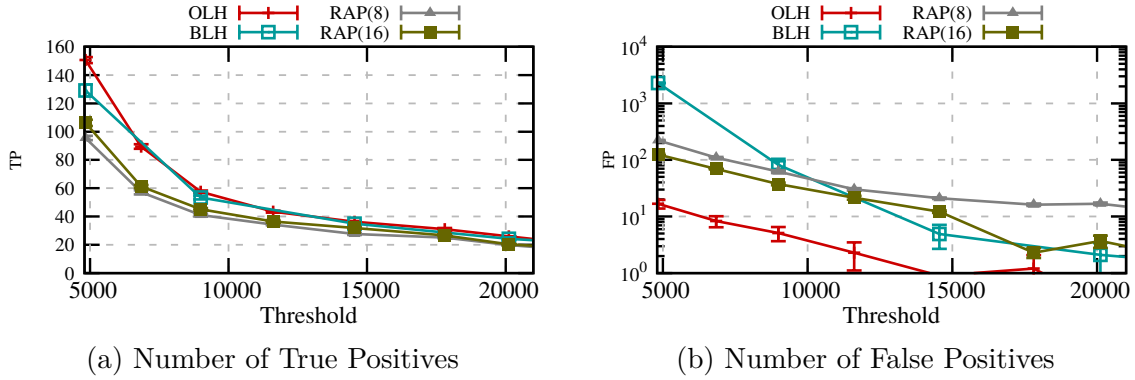 OLH
BLH
RAP(8)
RAP(16)
160
140
120
100
80
60
40
20
0
TP
5000 10000 15000 20000
Threshold
(a) Number of True Positives
OLH
BLH
RAP(8)
RAP(16)
10^4
10^3
10^2
10^1
10^0
FP
5000 10000 15000 20000
Threshold
(b) Number of False Positives